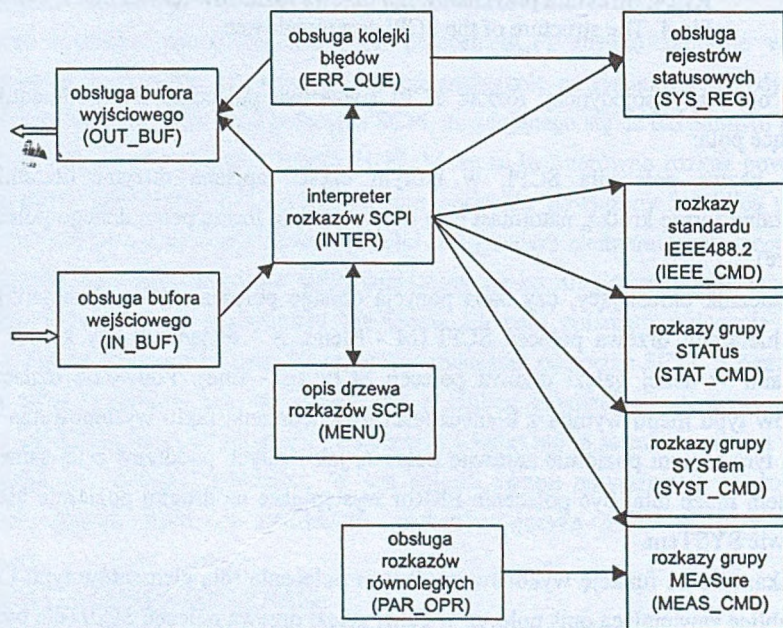 obsługa kolejki
błędów
(ERR_QUE)
obsługa
rejestrów
statusowych
(SYS_REG)
obsługa bufora
wyjściowego
(OUT_BUF)
interpreter
rozkazów SCPI
(INTER)
rozkazy
standardu
IEEE488.2
(IEEE_CMD)
obsługa bufora
wejściowego
(IN_BUF)
rozkazy grupy
STATus
(STAT_CMD)
opis drzewa
rozkazów SCPI
(MENU)
rozkazy grupy
SYSTem
(SYST_CMD)
obsługa
rozkazów
równoległych
(PAR_OPR)
rozkazy grupy
MEASure
(MEAS_CMD)